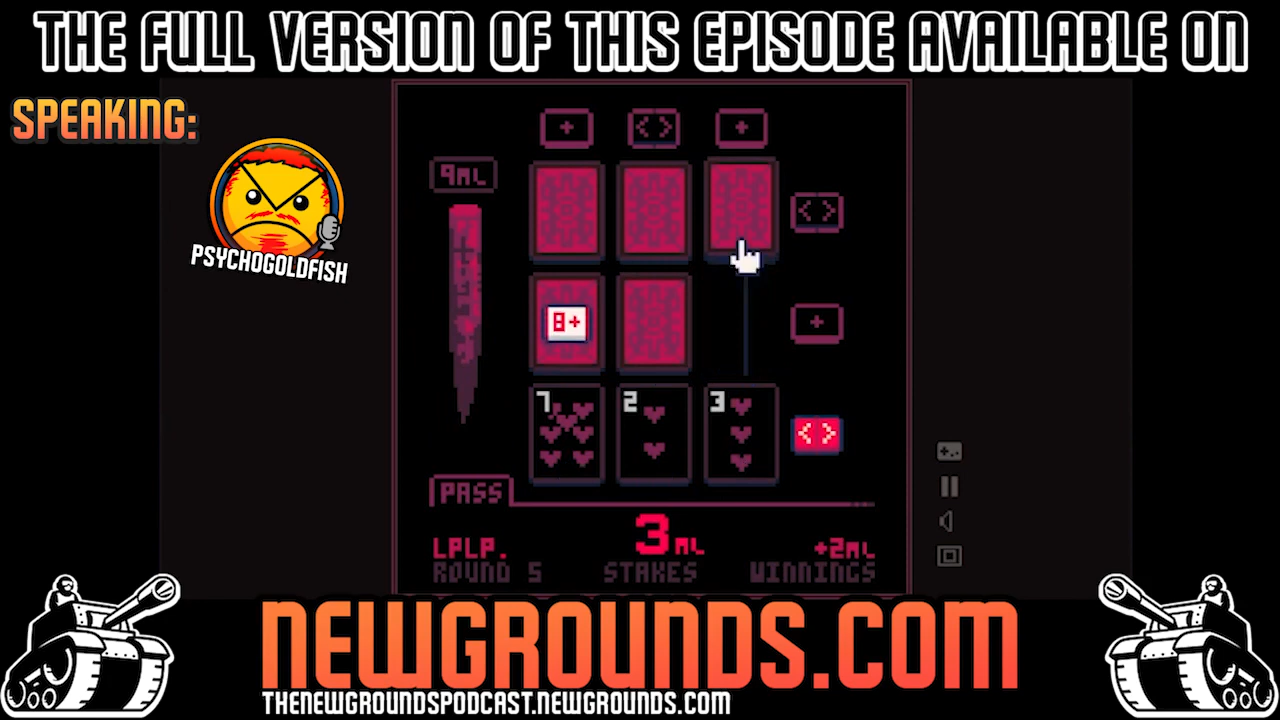 THE FULL VERSION OF THIS EPISODE AVAILABLE ON
SPEAKING:
PSYCHOGOLDFISH
+ <> +
9ML
<>
8+
+
7 2 3
<>
PASS
3ML
LPLP. +2ML
ROUND 5 STAKES WINNINGS
NEWGROUNDS.COM
THENEWGROUNDSPODCAST.NEWGROUNDS.COM